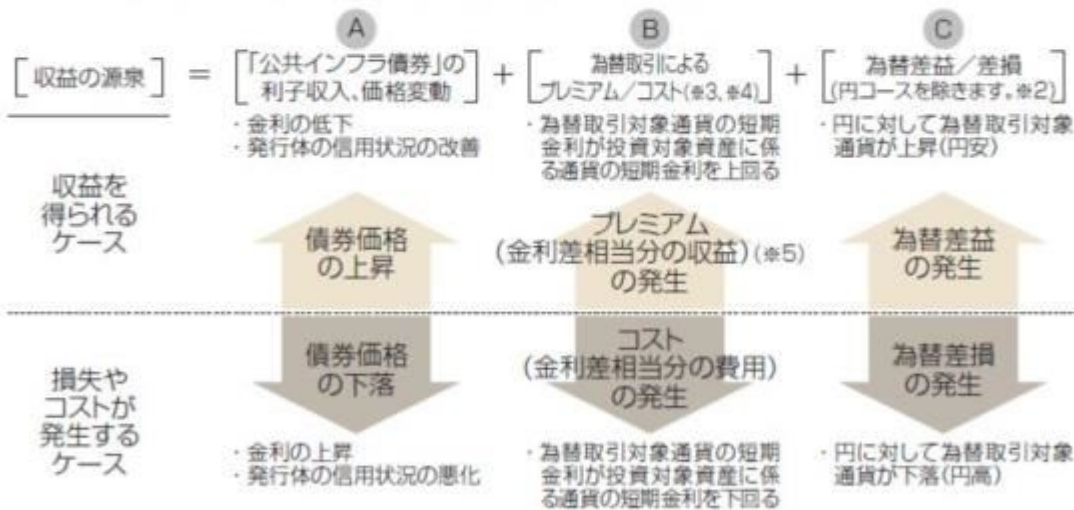 A
B
C
[収益の源泉] = [「公共インフラ債券」の
利子収入、価格変動] + [為替取引による
プレミアム/コスト(※3、※4)] + [為替差益/差損
(円コースを除きます。※2)]
・金利の低下
・発行体の信用状況の改善
・為替取引対象通貨の短期
金利が投資対象資産に係
る通貨の短期金利を上回る
・円に対して為替取引対象
通貨が上昇(円安)
収益を
得られる
ケース
債券価格
の上昇
プレミアム
(金利差相当分の収益)(※5)
の発生
為替差益
の発生
損失や
コストが
発生する
ケース
債券価格
の下落
コスト
(金利差相当分の費用)
の発生
為替差損
の発生
・金利の上昇
・発行体の信用状況の悪化
・為替取引対象通貨の短期
金利が投資対象資産に係
る通貨の短期金利を下回る
・円に対して為替取引対象
通貨が下落(円高)